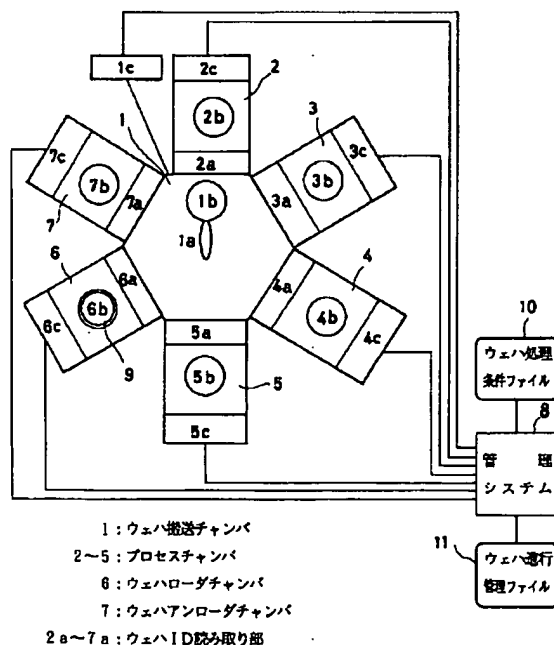 1c
2c
2
2b
2a
1
7c
7b
7a
7
3
3c
3b
3a
1b
1a
6
6a
6b
6c
9
4
4a
4b
4c
5a
5b
5
5c
10
ウェハ処理
条件ファイル
8
管理
システム
11
ウェハ進行
管理ファイル
1：ウェハ搬送チャンバ
2〜5：プロセスチャンバ
6：ウェハローダチャンバ
7：ウェハアンローダチャンバ
2a〜7a：ウェハID読み取り部